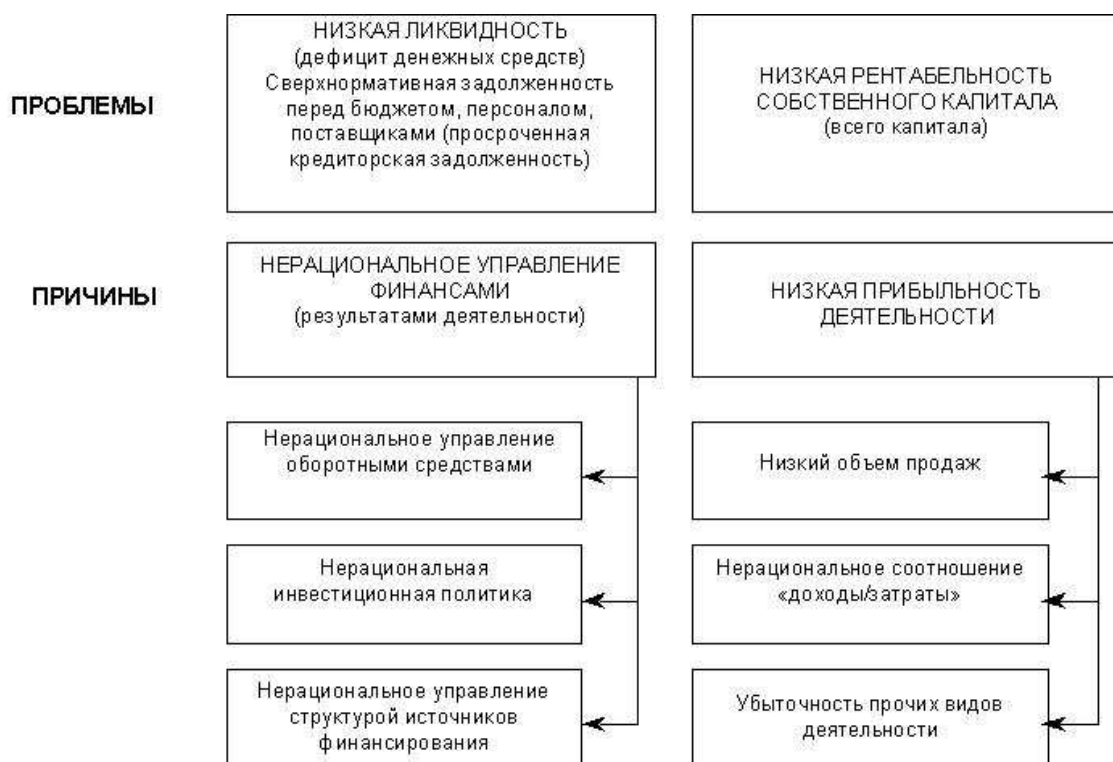 ПРОБЛЕМЫ
НИЗКАЯ ЛИКВИДНОСТЬ
(дефицит денежных средств)
Сверхнормативная задолженность
перед бюджетом, персоналом,
поставщиками (просроченная
кредиторская задолженность)
НИЗКАЯ РЕНТАБЕЛЬНОСТЬ
СОБСТВЕННОГО КАПИТАЛА
(всего капитала)
ПРИЧИНЫ
НЕРАЦИОНАЛЬНОЕ УПРАВЛЕНИЕ
ФИНАНСАМИ
(результатами деятельности)
НИЗКАЯ ПРИБЫЛЬНОСТЬ
ДЕЯТЕЛЬНОСТИ
Нерациональное управление
оборотными средствами
Низкий объем продаж
Нерациональная
инвестиционная политика
Нерациональное соотношение
«доходы/затраты»
Нерациональное управление
структурой источников
финансирования
Убыточность прочих видов
деятельности